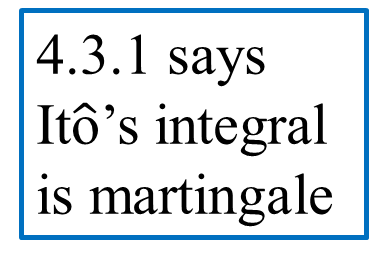 4.3.1 says
Itô’s integral
is martingale